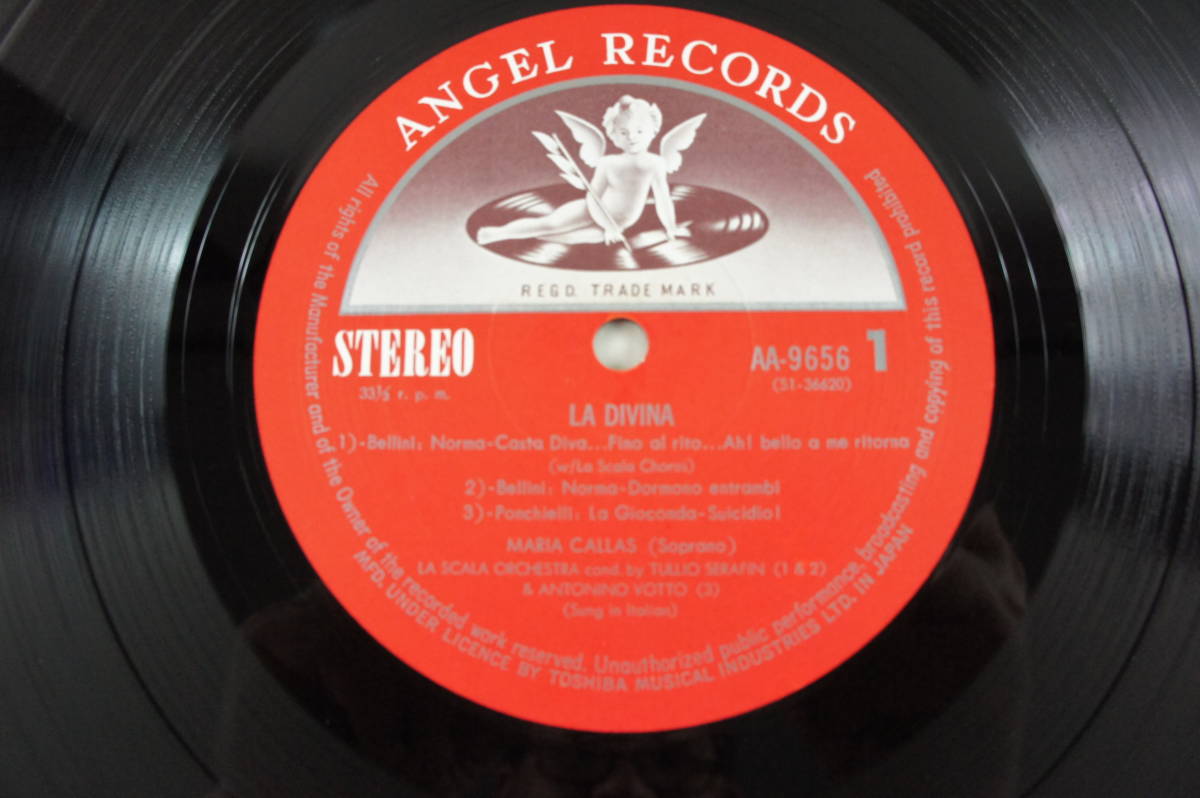 ANGEL RECORDS
REGD. TRADE MARK
STEREO
33⅓ r. p. m.
AA-9656 1
(S1-36620)
LA DIVINA
1)-Bellini: Norma-Casta Diva...Fino al rito...Ah! bello a me ritorna
(w/La Scala Chorus)
2)-Bellini: Norma-Dormono entrambi
3)-Ponchielli: La Gioconda-Suicidio!
MARIA CALLAS (Soprano)
LA SCALA ORCHESTRA cond. by TULLIO SERAFIN (1 & 2)
& ANTONINO VOTTO (3)
(Sung in Italian)
All rights of the Manufacturer and of the Owner of the recorded work reserved. Unauthorized public performance, broadcasting and copying of this record prohibited
MFD. UNDER LICENCE BY TOSHIBA MUSICAL INDUSTRIES LTD. IN JAPAN